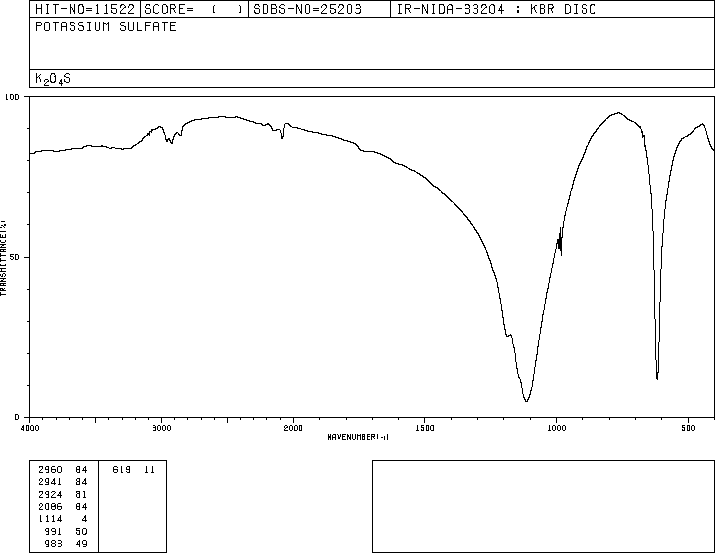 HIT-NO=11522 SCORE= ( ) SDBS-NO=25203 IR-NIDA-33204 : KBR DISC
POTASSIUM SULFATE
K2O4S
100
50
0
TRANSMITTANCE(%)
4000 3000 2000 1500 1000 500
WAVENUMBER(-1)
2960 84 619 11
2941 84
2924 81
2086 84
1114 4
991 50
983 49